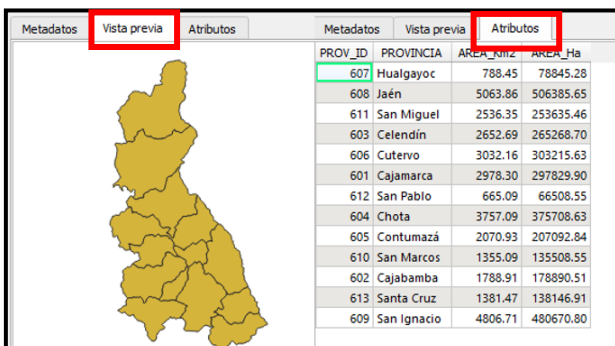 Metadatos Vista previa Atributos
Metadatos Vista previa Atributos
PROV_ID PROVINCIA AREA_Km2 AREA_Ha
607 Hualgayoc 788.45 78845.28
608 Jaén 5063.86 506385.65
611 San Miguel 2536.35 253635.46
603 Celendín 2652.69 265268.70
606 Cutervo 3032.16 303215.63
601 Cajamarca 2978.30 297829.90
612 San Pablo 665.09 66508.55
604 Chota 3757.09 375708.63
605 Contumazá 2070.93 207092.84
610 San Marcos 1355.09 135508.55
602 Cajabamba 1788.91 178890.51
613 Santa Cruz 1381.47 138146.91
609 San Ignacio 4806.71 480670.80